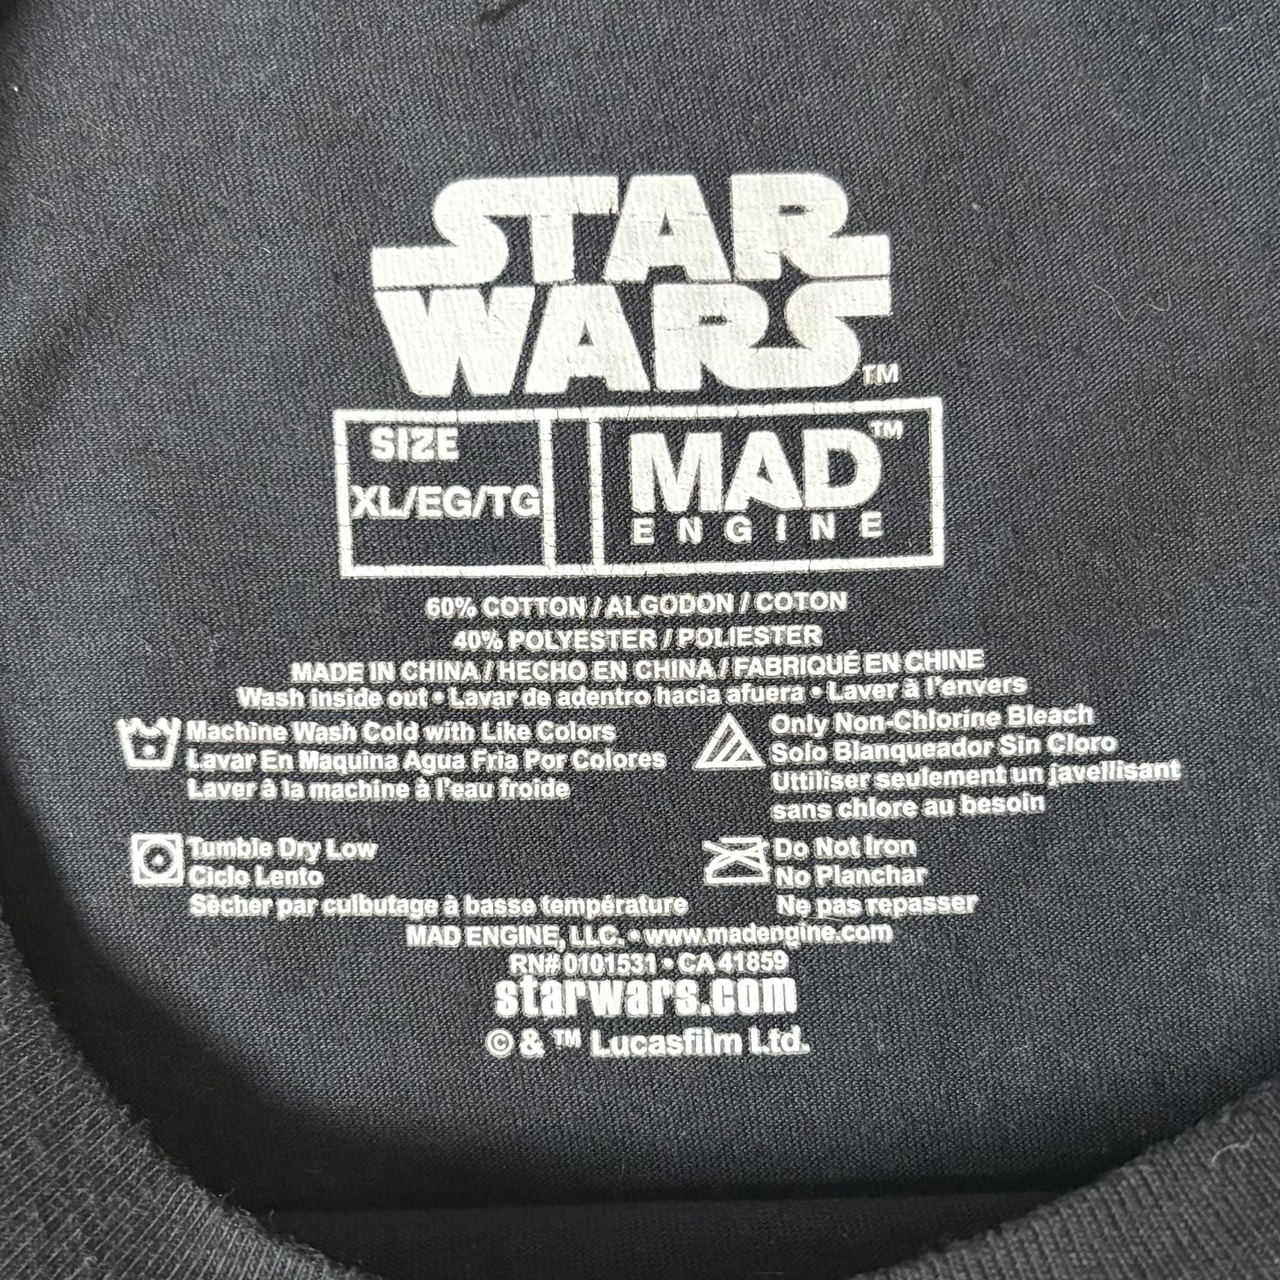 STAR
WARS™
SIZE
XL/EG/TG
MAD™
ENGINE
60% COTTON / ALGODON / COTON
40% POLYESTER / POLIESTER
MADE IN CHINA / HECHO EN CHINA / FABRIQUÉ EN CHINE
Wash inside out • Lavar de adentro hacia afuera • Laver à l'envers
Machine Wash Cold with Like Colors
Lavar En Maquina Agua Fria Por Colores
Laver à la machine à l'eau froide
Only Non-Chlorine Bleach
Solo Blanqueador Sin Cloro
Uttiliser seulement un javellisant
sans chlore au besoin
Tumble Dry Low
Ciclo Lento
Sècher par culbutage à basse température
Do Not Iron
No Planchar
Ne pas repasser
MAD ENGINE, LLC. • www.madengine.com
RN# 0101531 • CA 41859
starwars.com
© & ™ Lucasfilm Ltd.